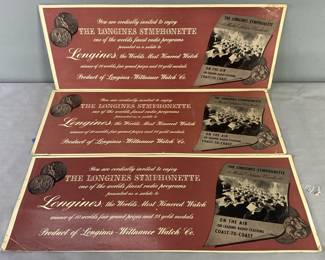 You are cordially invited to enjoy
THE LONGINES SYMPHONETTE
one of the world's finest radio programs
presented as a salute to
Longines, the World's Most Honored Watch
winner of 10 world's fair grand prizes and 28 gold medals
Product of Longines-Wittnauer Watch Co.
THE LONGINES SYMPHONETTE
ON THE AIR
COAST-TO-COAST
You are cordially invited to enjoy
THE LONGINES SYMPHONETTE
one of the world's finest radio programs
presented as a salute to
Longines, the World's Most Honored Watch
winner of 10 world's fair grand prizes and 28 gold medals
Product of Longines-Wittnauer Watch Co.
THE LONGINES SYMPHONETTE
ON THE AIR
COAST-TO-COAST
You are cordially invited to enjoy
THE LONGINES SYMPHONETTE
one of the world's finest radio programs
presented as a salute to
Longines, the World's Most Honored Watch
winner of 10 world's fair grand prizes and 28 gold medals
Product of Longines-Wittnauer Watch Co.
THE LONGINES SYMPHONETTE
ON THE AIR
ON LEADING RADIO STATIONS
COAST-TO-COAST